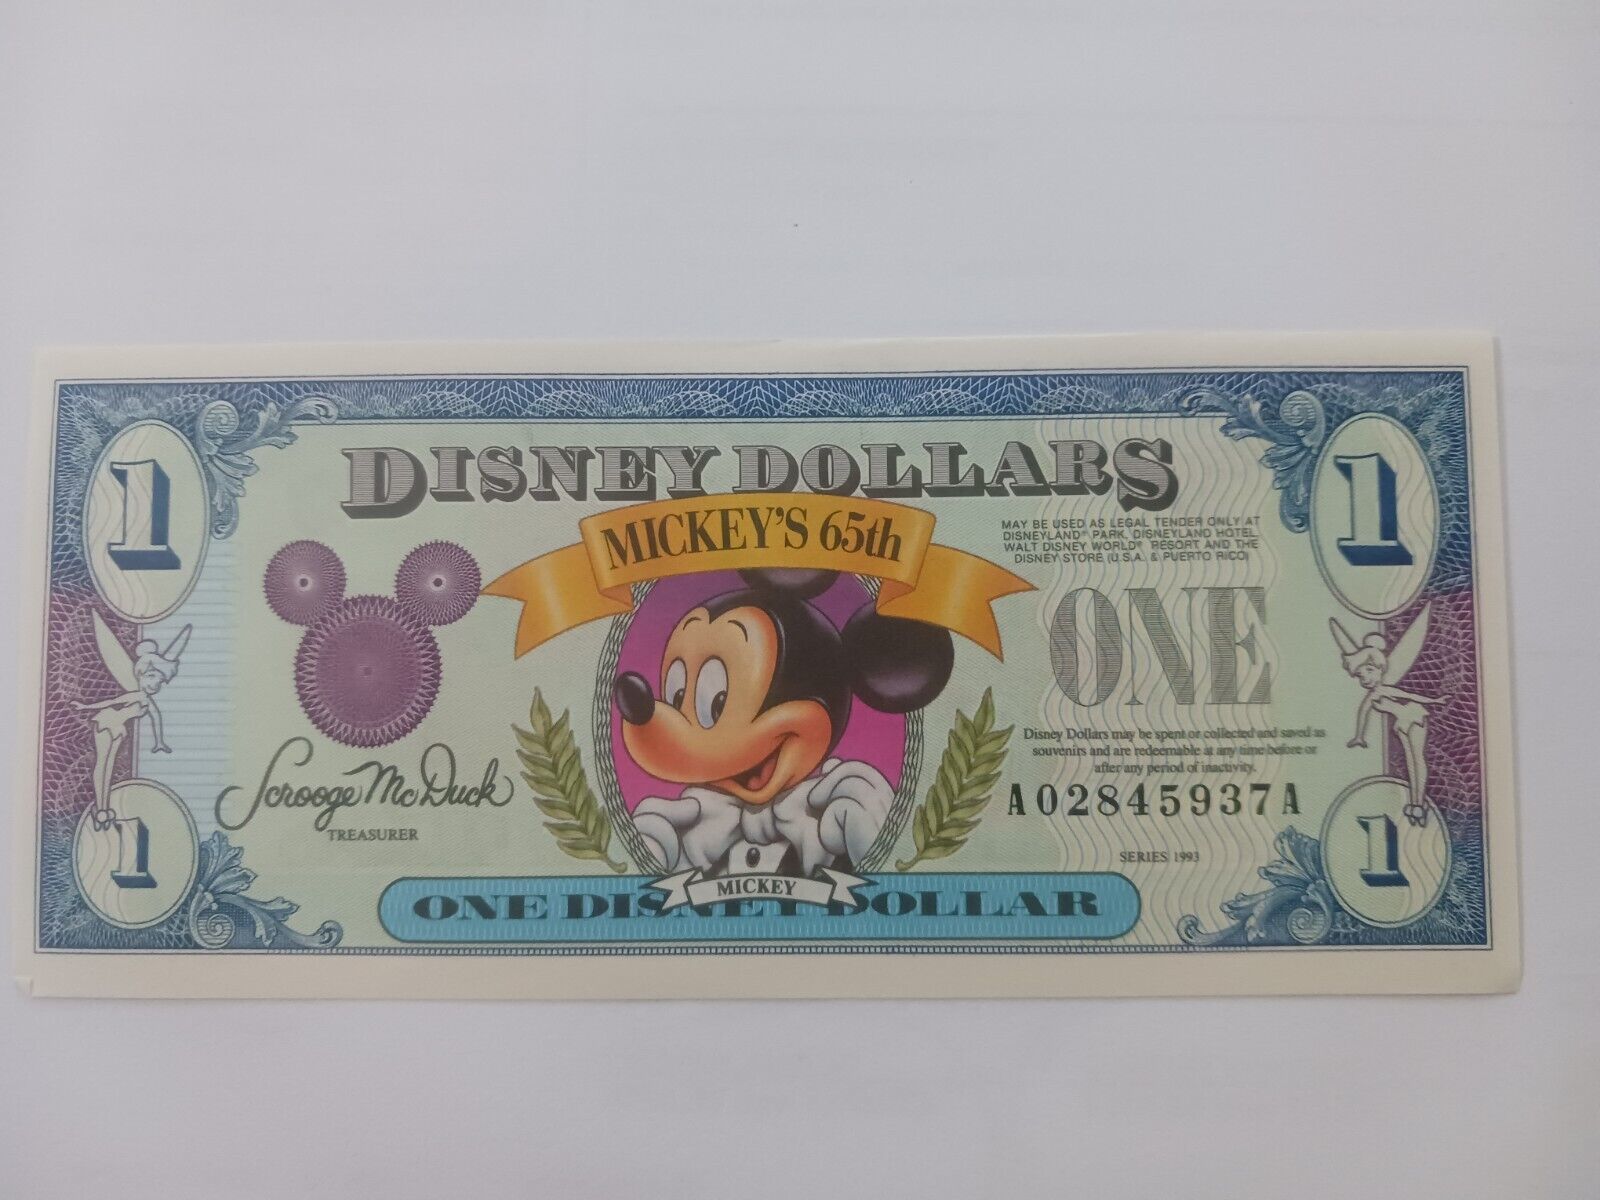 1
DISNEY DOLLARS
1
MICKEY'S 65th
MAY BE USED AS LEGAL TENDER ONLY AT
DISNEYLAND® PARK, DISNEYLAND HOTEL,
WALT DISNEY WORLD® RESORT AND THE
DISNEY STORE (U.S.A. & PUERTO RICO)
ONE
Disney Dollars may be spent or collected and saved as
souvenirs and are redeemable at any time before or
after any period of inactivity.
Scrooge McDuck
TREASURER
A02845937A
SERIES 1993
1
MICKEY
ONE DISNEY DOLLAR
1